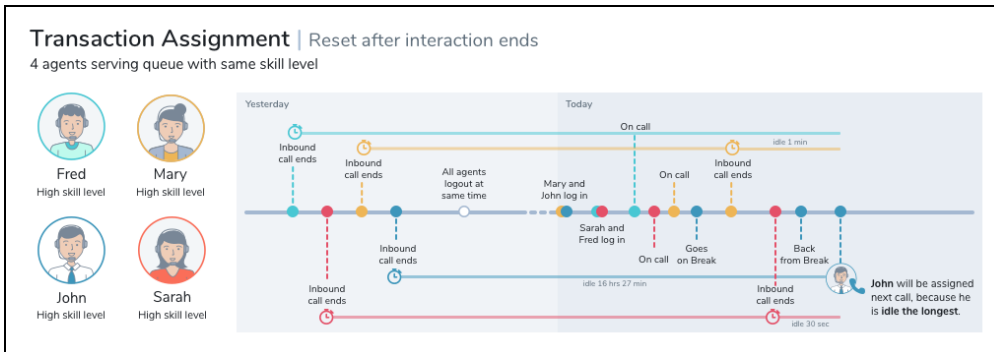 Transaction Assignment | Reset after interaction ends
4 agents serving queue with same skill level
Fred
High skill level
Mary
High skill level
John
High skill level
Sarah
High skill level
Yesterday
Today
Inbound
call ends
Inbound
call ends
All agents
logout at
same time
Mary and
John log in
On call
On call
Inbound
call ends
idle 1 min
Inbound
call ends
Inbound
call ends
Sarah and
Fred log in
On call
Goes
on Break
Inbound
call ends
Back
from Break
idle 16 hrs 27 min
idle 30 sec
John will be assigned
next call, because he
is idle the longest.